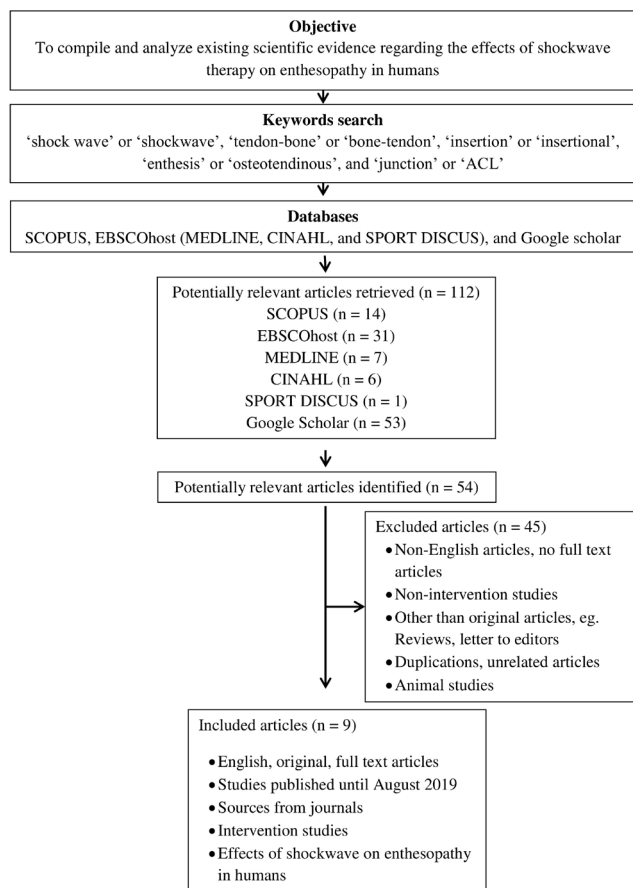 Objective
To compile and analyze existing scientific evidence regarding the effects of shockwave
therapy on enthesopathy in humans
Keywords search
‘shock wave’ or ‘shockwave’, ‘tendon-bone’ or ‘bone-tendon’, ‘insertion’ or ‘insertional’,
‘enthesis’ or ‘osteotendinous’, and ‘junction’ or ‘ACL’
Databases
SCOPUS, EBSCOhost (MEDLINE, CINAHL, and SPORT DISCUS), and Google scholar
Potentially relevant articles retrieved (n = 112)
SCOPUS (n = 14)
EBSCOhost (n = 31)
MEDLINE (n = 7)
CINAHL (n = 6)
SPORT DISCUS (n = 1)
Google Scholar (n = 53)
Potentially relevant articles identified (n = 54)
Excluded articles (n = 45)
• Non-English articles, no full text
articles
• Non-intervention studies
• Other than original articles, eg.
Reviews, letter to editors
• Duplications, unrelated articles
• Animal studies
Included articles (n = 9)
• English, original, full text articles
• Studies published until August 2019
• Sources from journals
• Intervention studies
• Effects of shockwave on enthesopathy
in humans